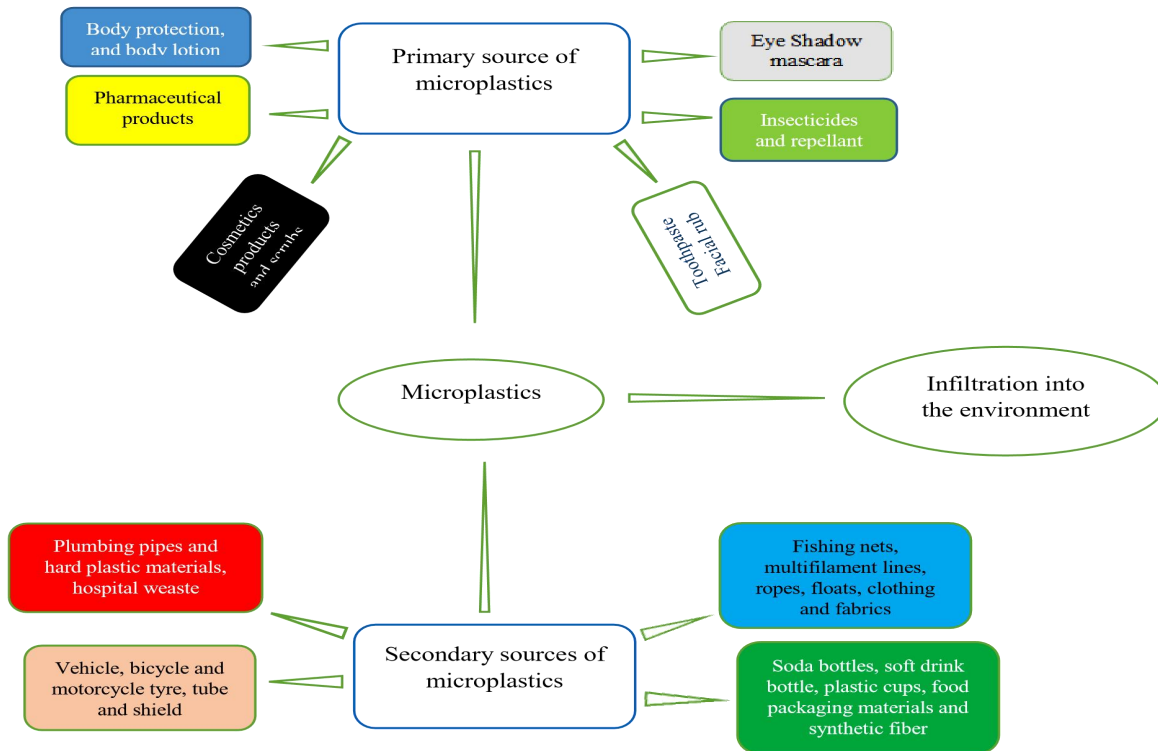 Body protection,
and body lotion
Primary source of
microplastics
Eye Shadow
mascara
Pharmaceutical
products
Insecticides
and repellant
Cosmetics
products
and scrubs
Toothpaste
Facial rub
Microplastics
Infiltration into
the environment
Plumbing pipes and
hard plastic materials,
hospital weaste
Fishing nets,
multifilament lines,
ropes, floats, clothing
and fabrics
Secondary sources of
microplastics
Vehicle, bicycle and
motorcycle tyre, tube
and shield
Soda bottles, soft drink
bottle, plastic cups, food
packaging materials and
synthetic fiber